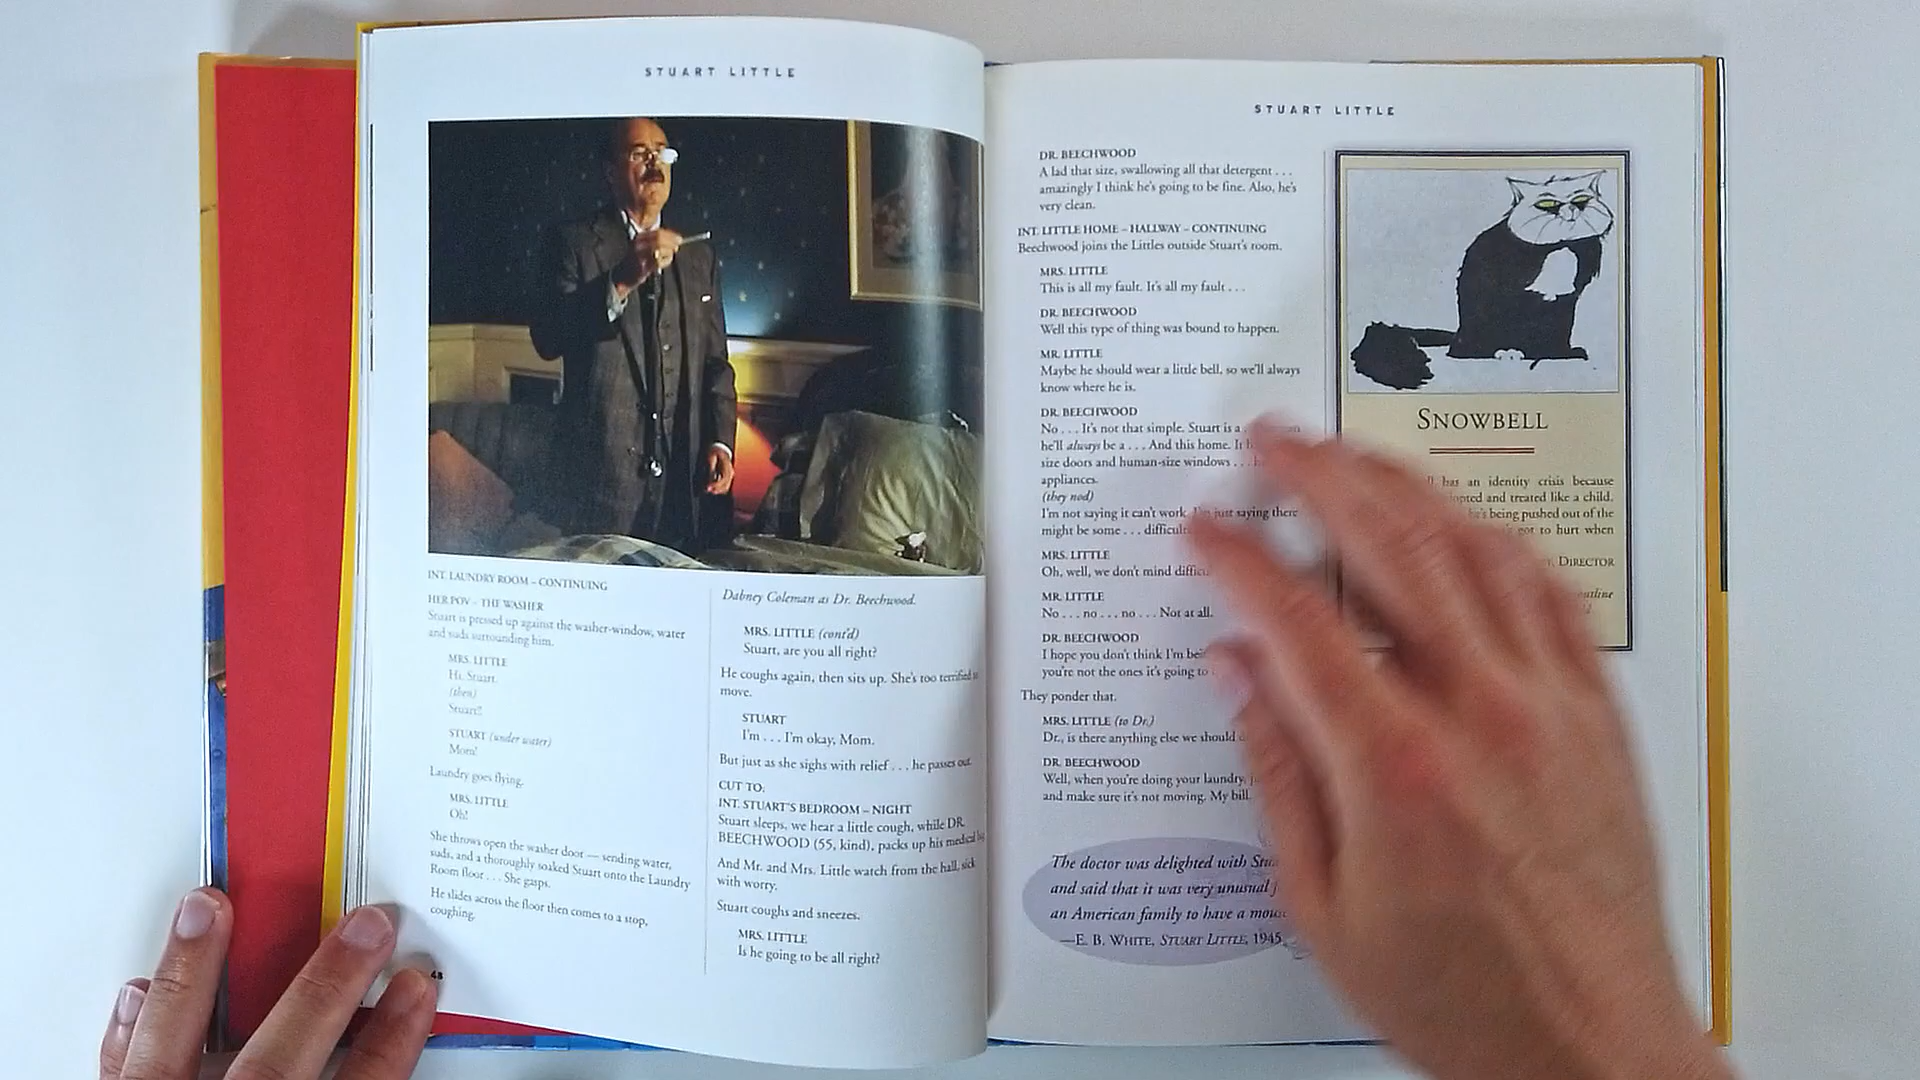 STUART LITTLE
INT. LAUNDRY ROOM – CONTINUING
HER POV – THE WASHER
Stuart is pressed up against the washer-window, water
and suds surrounding him.
MRS. LITTLE
Hi, Stuart.
(then)
Stuart!!
STUART (under water)
Mom!
Laundry goes flying.
MRS. LITTLE
Oh!
She throws open the washer door — sending water,
suds, and a thoroughly soaked Stuart onto the Laundry
Room floor . . . She gasps.
He slides across the floor then comes to a stop,
coughing.
48
Dabney Coleman as Dr. Beechwood.
MRS. LITTLE (cont'd)
Stuart, are you all right?
He coughs again, then sits up. She's too terrified to
move.
STUART
I'm . . . I'm okay, Mom.
But just as she sighs with relief . . . he passes out.
CUT TO:
INT. STUART'S BEDROOM – NIGHT
Stuart sleeps, we hear a little cough, while DR.
BEECHWOOD (55, kind), packs up his medical
And Mr. and Mrs. Little watch from the hall, sick
with worry.
Stuart coughs and sneezes.
MRS. LITTLE
Is he going to be all right?
STUART LITTLE
DR. BEECHWOOD
A lad that size, swallowing all that detergent . . .
amazingly I think he's going to be fine. Also, he's
very clean.
INT. LITTLE HOME – HALLWAY – CONTINUING
Beechwood joins the Littles outside Stuart's room.
MRS. LITTLE
This is all my fault. It's all my fault . . .
DR. BEECHWOOD
Well this type of thing was bound to happen.
MR. LITTLE
Maybe he should wear a little bell, so we'll always
know where he is.
DR. BEECHWOOD
No . . . It's not that simple. Stuart is a
he'll always be a . . . And this home. It
size doors and human-size windows . . .
appliances.
(they nod)
I'm not saying it can't work, I'm just saying there
might be some . . .
MRS. LITTLE
Oh, well, we don't mind
MR. LITTLE
No . . . no . . . no . . . Not at all.
DR. BEECHWOOD
I hope you don't think I'm
you're not the ones it's going to
They ponder that.
MRS. LITTLE (to Dr.)
Dr., is there anything else we should
DR. BEECHWOOD
Well, when you're doing your laundry,
and make sure it's not moving. My bill.
The doctor was delighted with
and said that it was very unusual
an American family to have a
—E. B. WHITE, STUART LITTLE, 1945
SNOWBELL
has an identity crisis because
and treated like a child.
he's being pushed out of the
got to hurt when
DIRECTOR